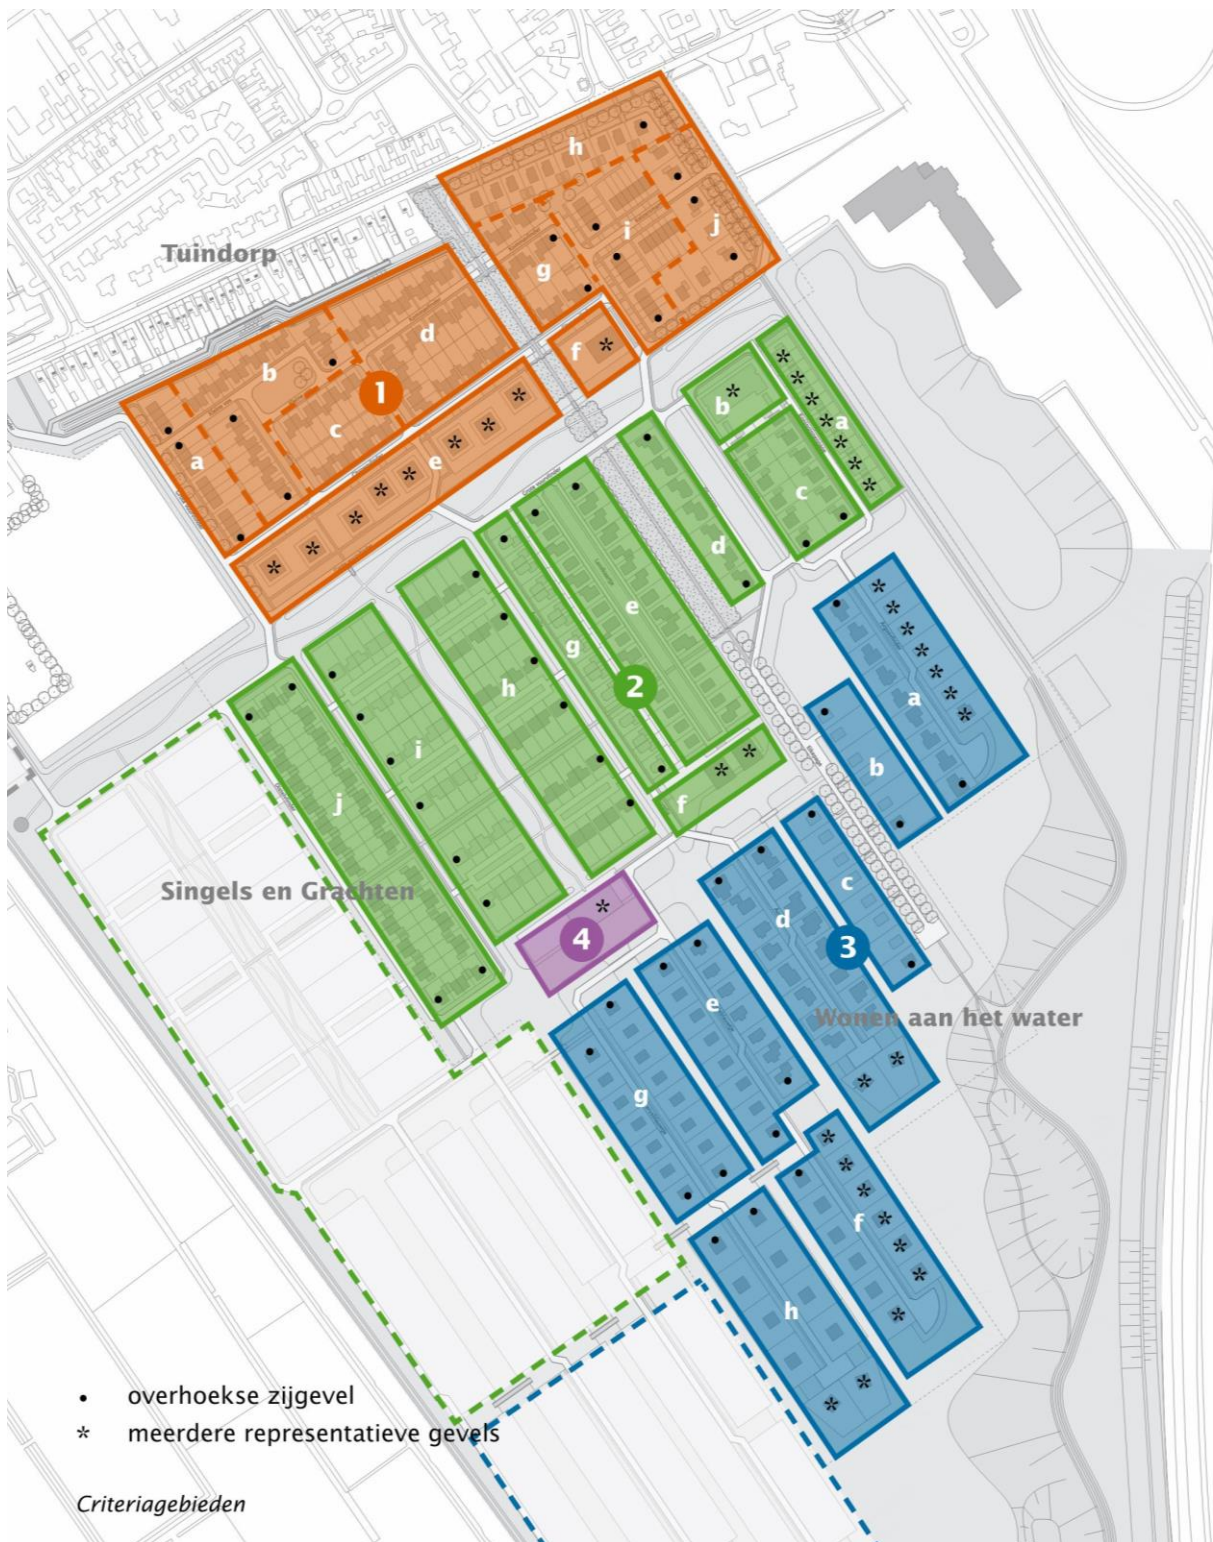 h
j
i
g
Tuindorp
d
f
b
1
c
a
e
b
a
c
d
e
g
2
h
a
i
b
j
f
Singels en Grachten
c
d
4
3
e
Wonen aan het water
g
f
h
• overhoekse zijgevel
* meerdere representatieve gevels
Criteriagebieden